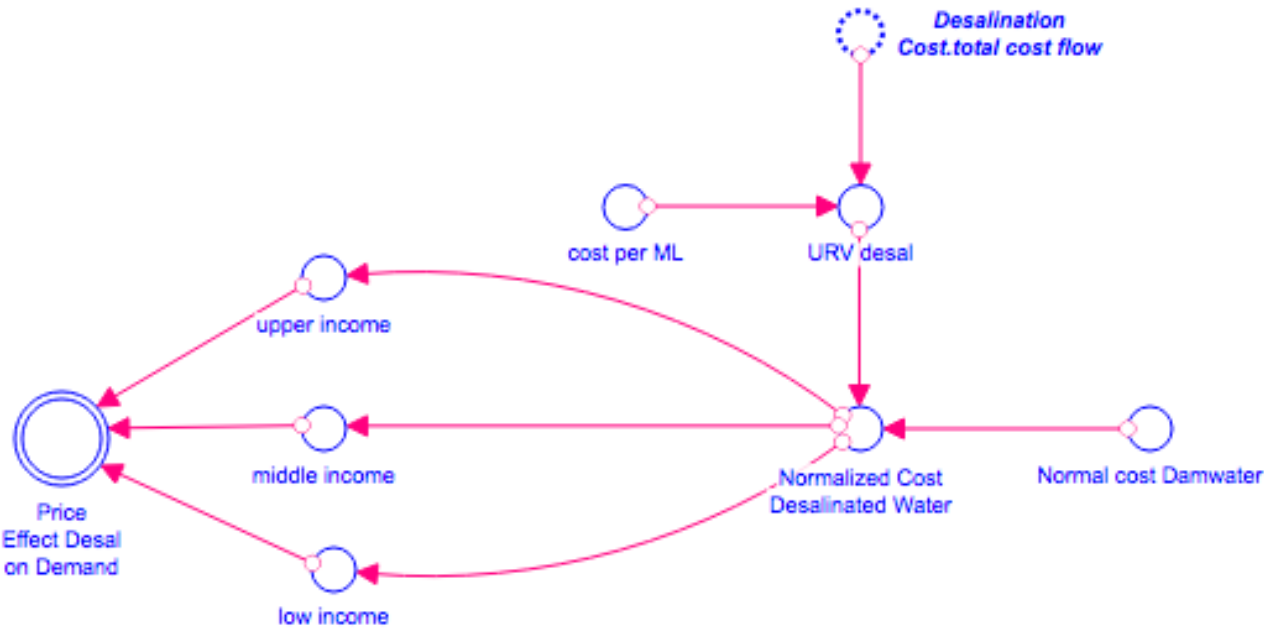 Desalination
Cost.total cost flow
cost per ML
URV desal
upper income
middle income
Normalized Cost
Desalinated Water
Normal cost Damwater
Price
Effect Desal
on Demand
low income